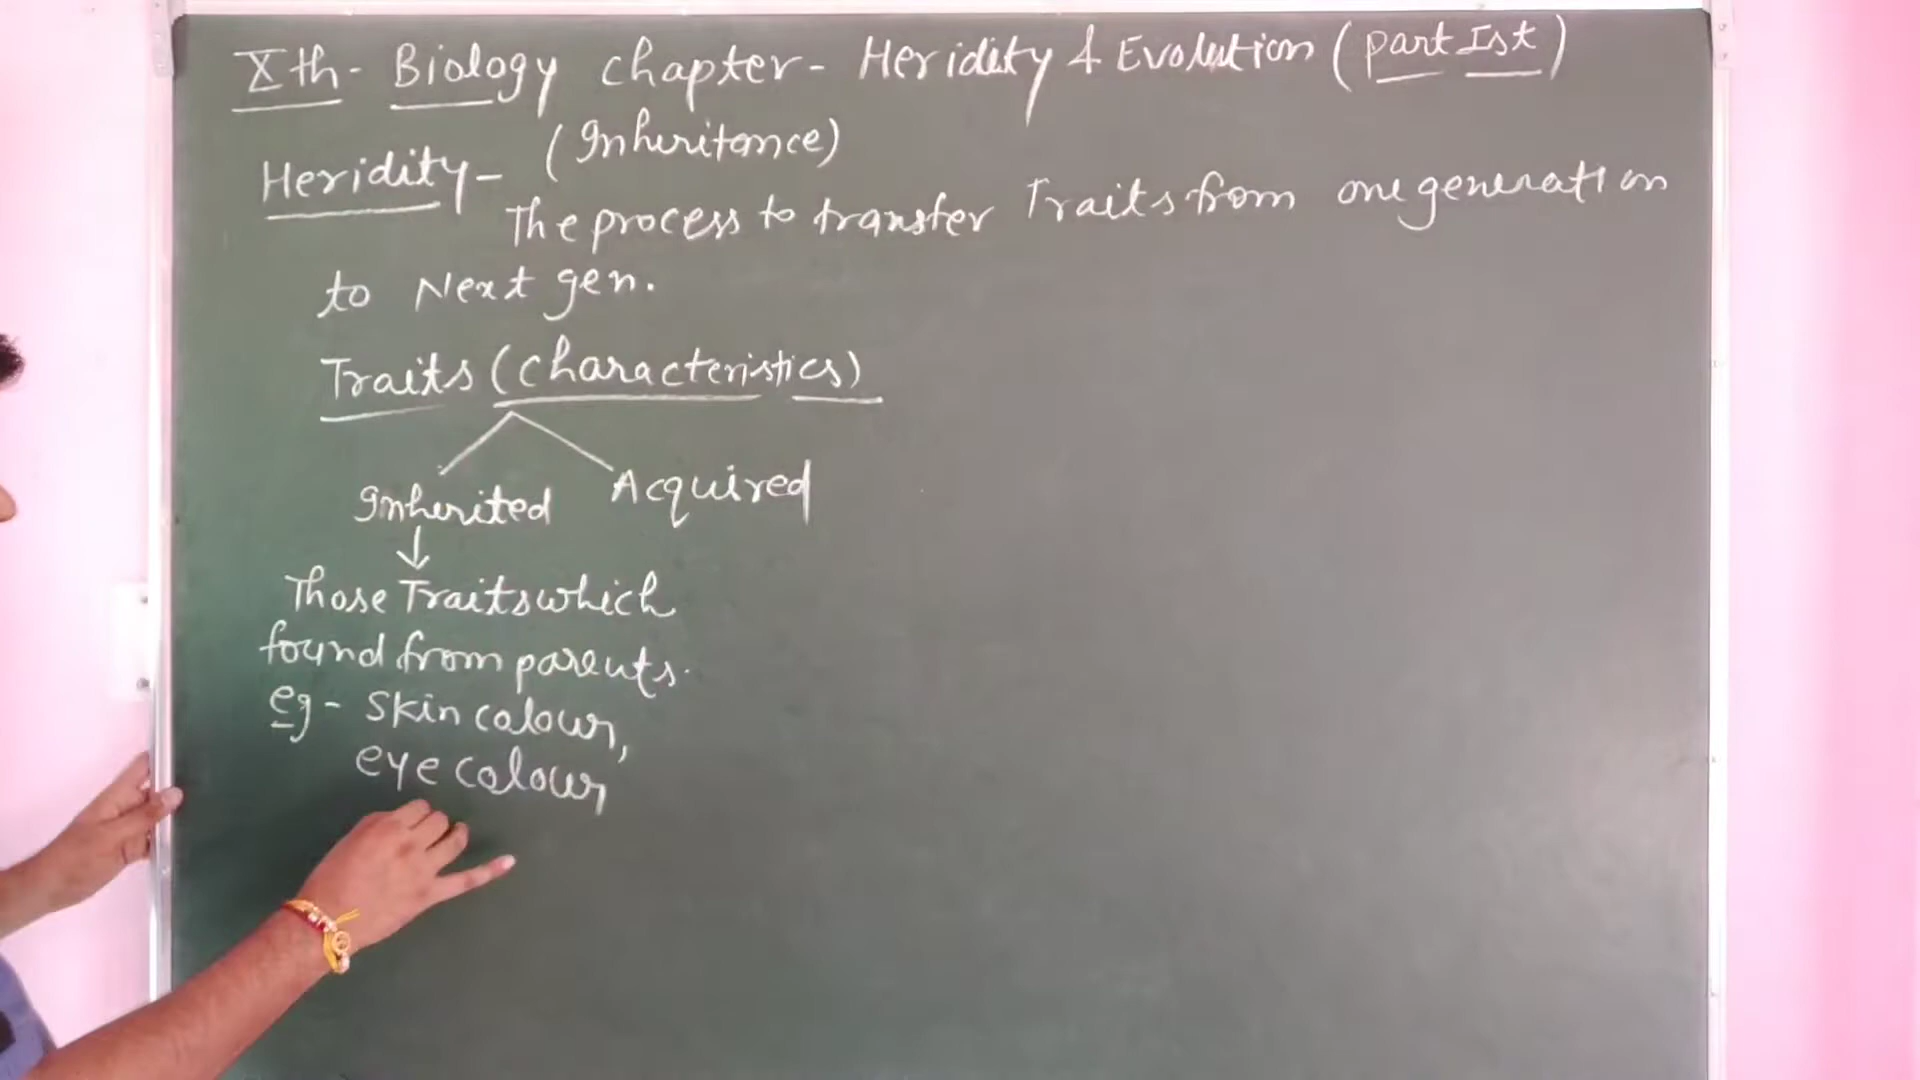 Xth- Biology chapter- Heridity & Evolution (part Ist)
Heridity- (Inheritance)
The process to transfer Traits from one generation
to Next gen.
Traits (characteristics)
Inherited Acquired
↓
Those Traits which
found from parents.
eg- Skin colour,
eye colour